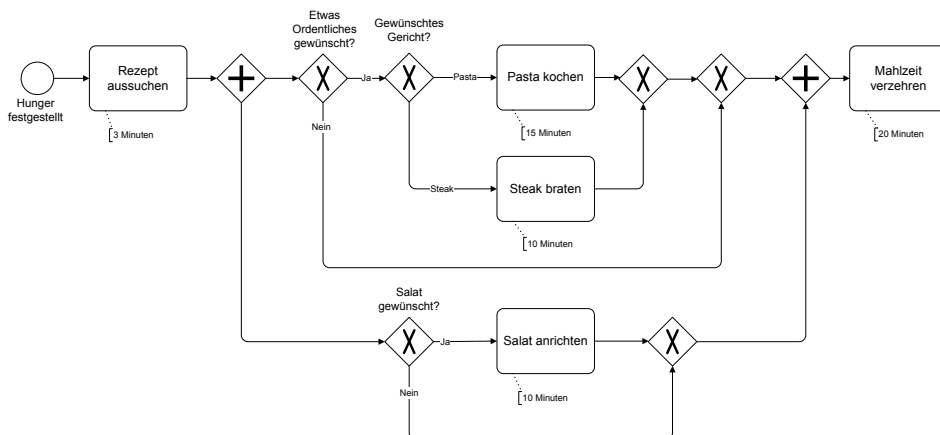 Etwas
Ordentliches
gewünscht?
Gewünschtes
Gericht?
Hunger
festgestellt
Rezept
aussuchen
3 Minuten
Ja
Nein
Pasta
Pasta kochen
15 Minuten
Steak
Steak braten
10 Minuten
Mahlzeit
verzehren
20 Minuten
Salat
gewünscht?
Ja
Salat anrichten
10 Minuten
Nein